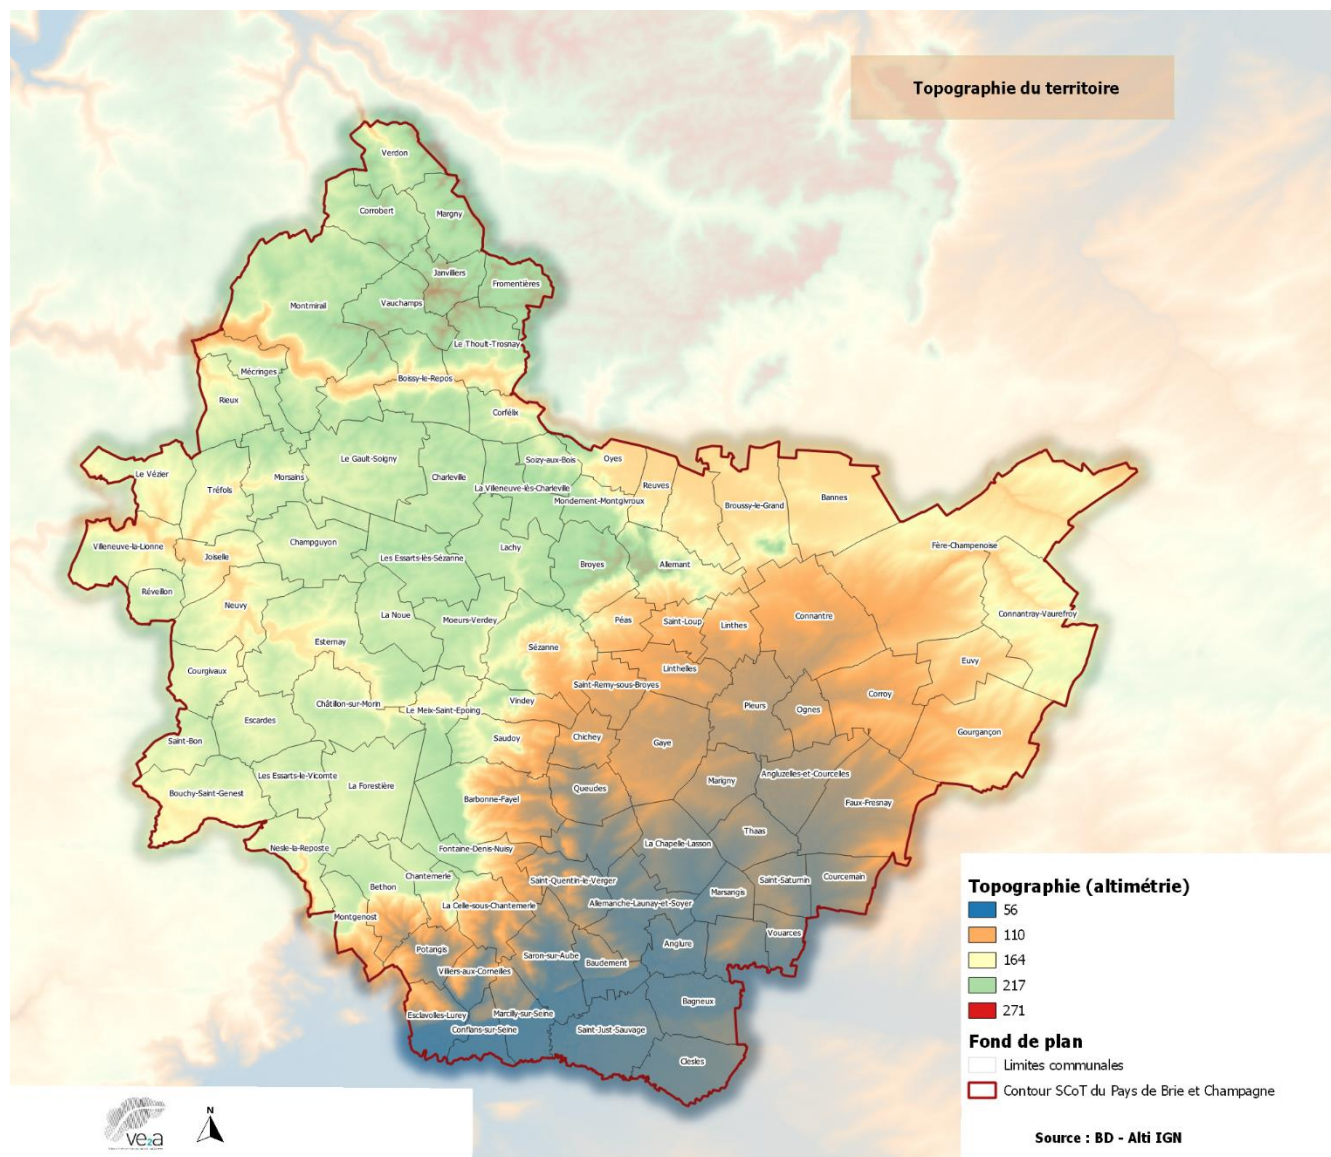 Topographie du territoire
Verdon
Corrobert
Margny
Janvilliers
Fromentières
Montmirail
Vauchamps
Le Thoult-Trosnay
Mécringes
Boissy-le-Repos
Rieux
Corfélix
Le Gault-Soigny
Soizy-aux-Bois
Oyes
Le Vézier
Morsains
Charleville
Reuves
Tréfols
La Villeneuve-lès-Charleville
Mondement-Montgivroux
Broussy-le-Grand
Bannes
Villeneuve-la-Lionne
Champguyon
Lachy
Fère-Champenoise
Joiselle
Les Essarts-lès-Sézanne
Broyes
Allemant
Réveillon
Neuvy
La Noue
Moeurs-Verdey
Péas
Saint-Loup
Linthes
Connantre
Connantray-Vaurefroy
Esternay
Sézanne
Courgivaux
Linthelles
Euvy
Saint-Remy-sous-Broyes
Corroy
Châtillon-sur-Morin
Le Meix-Saint-Epoing
Vindey
Pleurs
Ognes
Escardes
Saint-Bon
Saudoy
Chichey
Gaye
Gourgançon
Les Essarts-le-Vicomte
La Forestière
Marigny
Angluzelles-et-Courcelles
Bouchy-Saint-Genest
Barbonne-Fayel
Queudes
Faux-Fresnay
Nesle-la-Reposte
Fontaine-Denis-Nuisy
La Chapelle-Lasson
Thaas
Bethon
Chantemerle
Saint-Quentin-le-Verger
Marsangis
Saint-Saturnin
Courcemain
Montgenost
La Celle-sous-Chantemerle
Allemanche-Launay-et-Soyer
Potangis
Saron-sur-Aube
Anglure
Vouarces
Villiers-aux-Corneilles
Baudement
Esclavolles-Lurey
Marcilly-sur-Seine
Bagneux
Conflans-sur-Seine
Saint-Just-Sauvage
Clesles
Topographie (altimétrie)
56
110
164
217
271
Fond de plan
Limites communales
Contour SCoT du Pays de Brie et Champagne
Source : BD - Alti IGN
N
ve2a